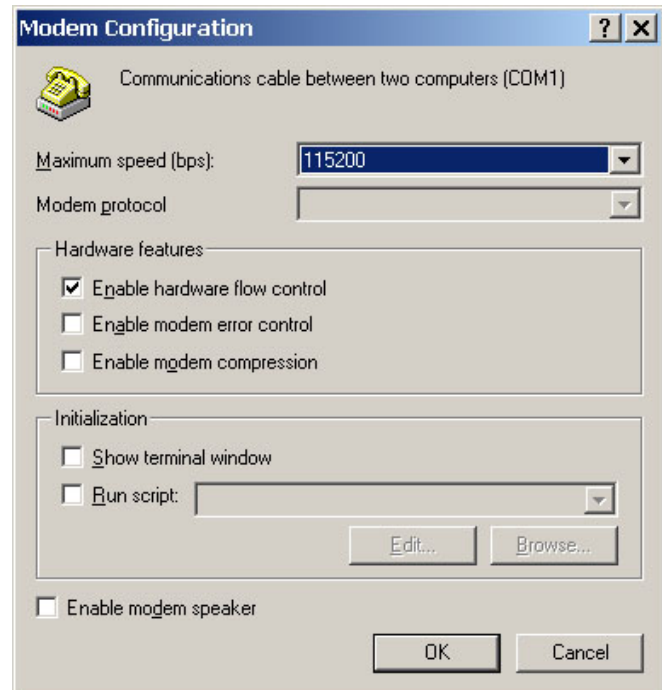 Modem Configuration
Communications cable between two computers (COM1)
Maximum speed (bps): 115200
Modem protocol
Hardware features
Enable hardware flow control
Enable modem error control
Enable modem compression
Initialization
Show terminal window
Run script:
Edit... Browse...
Enable modem speaker
OK Cancel